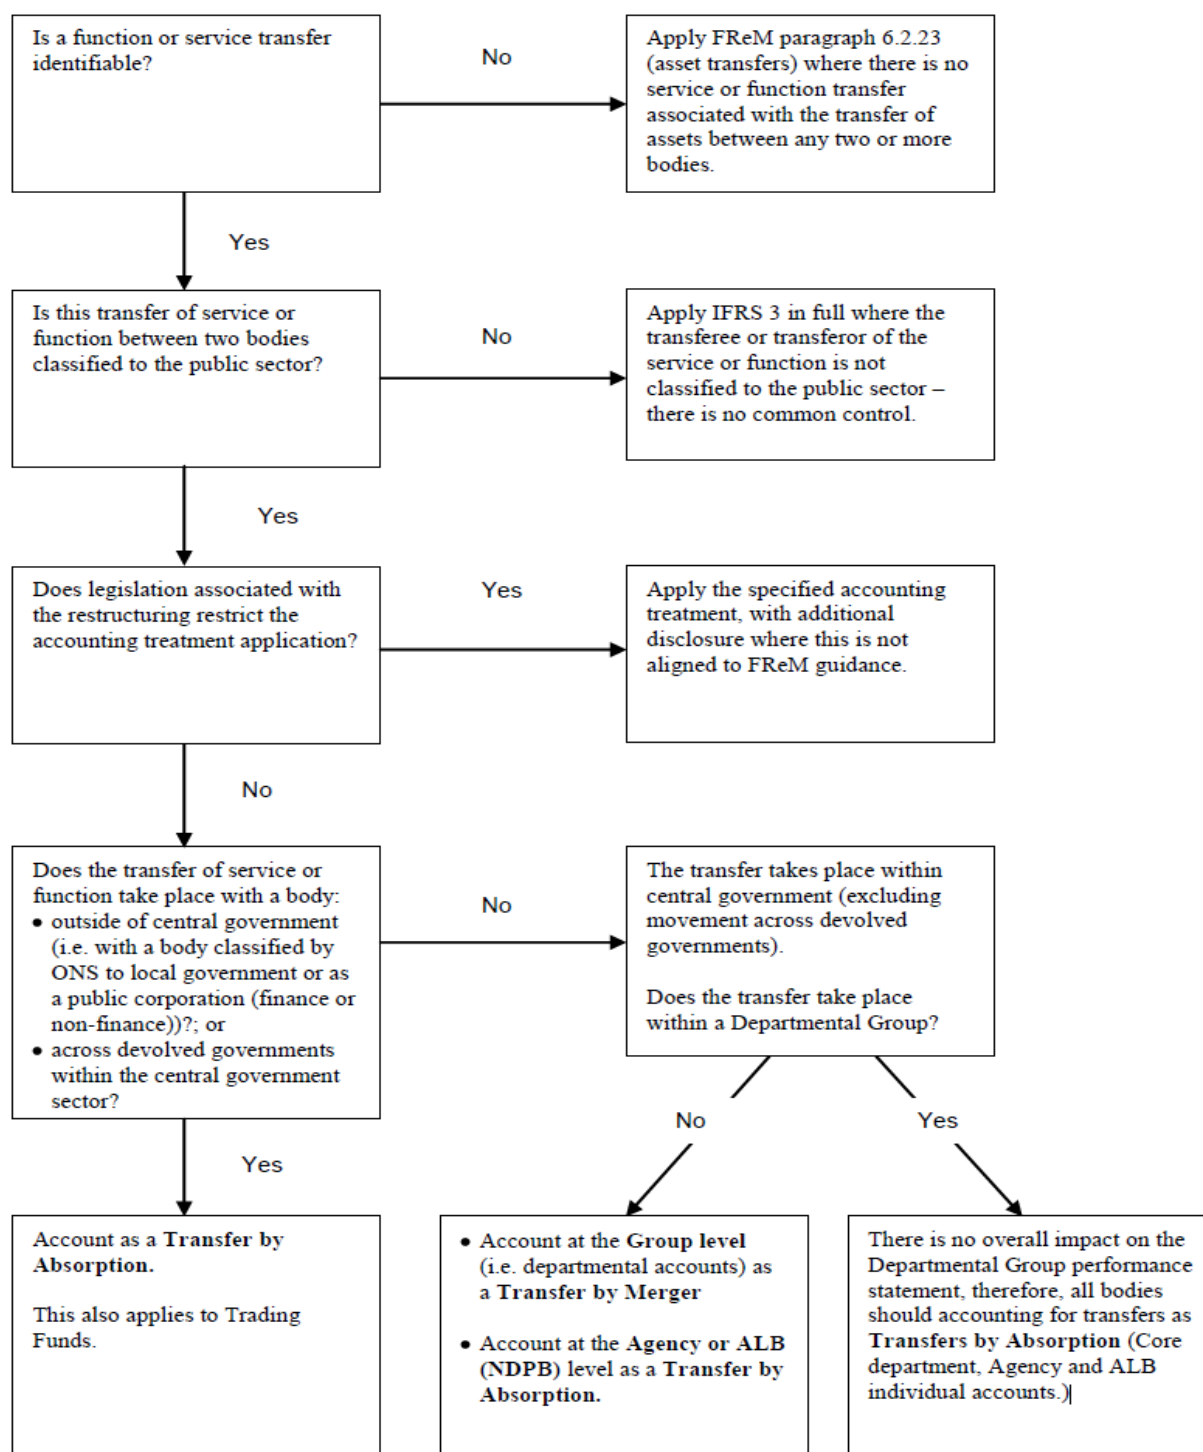 Is a function or service transfer
identifiable?
No
Apply FReM paragraph 6.2.23
(asset transfers) where there is no
service or function transfer
associated with the transfer of
assets between any two or more
bodies.
Yes
Is this transfer of service or
function between two bodies
classified to the public sector?
No
Apply IFRS 3 in full where the
transferee or transferor of the
service or function is not
classified to the public sector –
there is no common control.
Yes
Does legislation associated with
the restructuring restrict the
accounting treatment application?
Yes
Apply the specified accounting
treatment, with additional
disclosure where this is not
aligned to FReM guidance.
No
Does the transfer of service or
function take place with a body:
• outside of central government
(i.e. with a body classified by
ONS to local government or as
a public corporation (finance or
non-finance))?; or
• across devolved governments
within the central government
sector?
No
The transfer takes place within
central government (excluding
movement across devolved
governments).
Does the transfer take place
within a Departmental Group?
No
Yes
Yes
Account as a Transfer by
Absorption.
This also applies to Trading
Funds.
• Account at the Group level
(i.e. departmental accounts) as
a Transfer by Merger
• Account at the Agency or ALB
(NDPB) level as a Transfer by
Absorption.
There is no overall impact on the
Departmental Group performance
statement, therefore, all bodies
should accounting for transfers as
Transfers by Absorption (Core
department, Agency and ALB
individual accounts.)